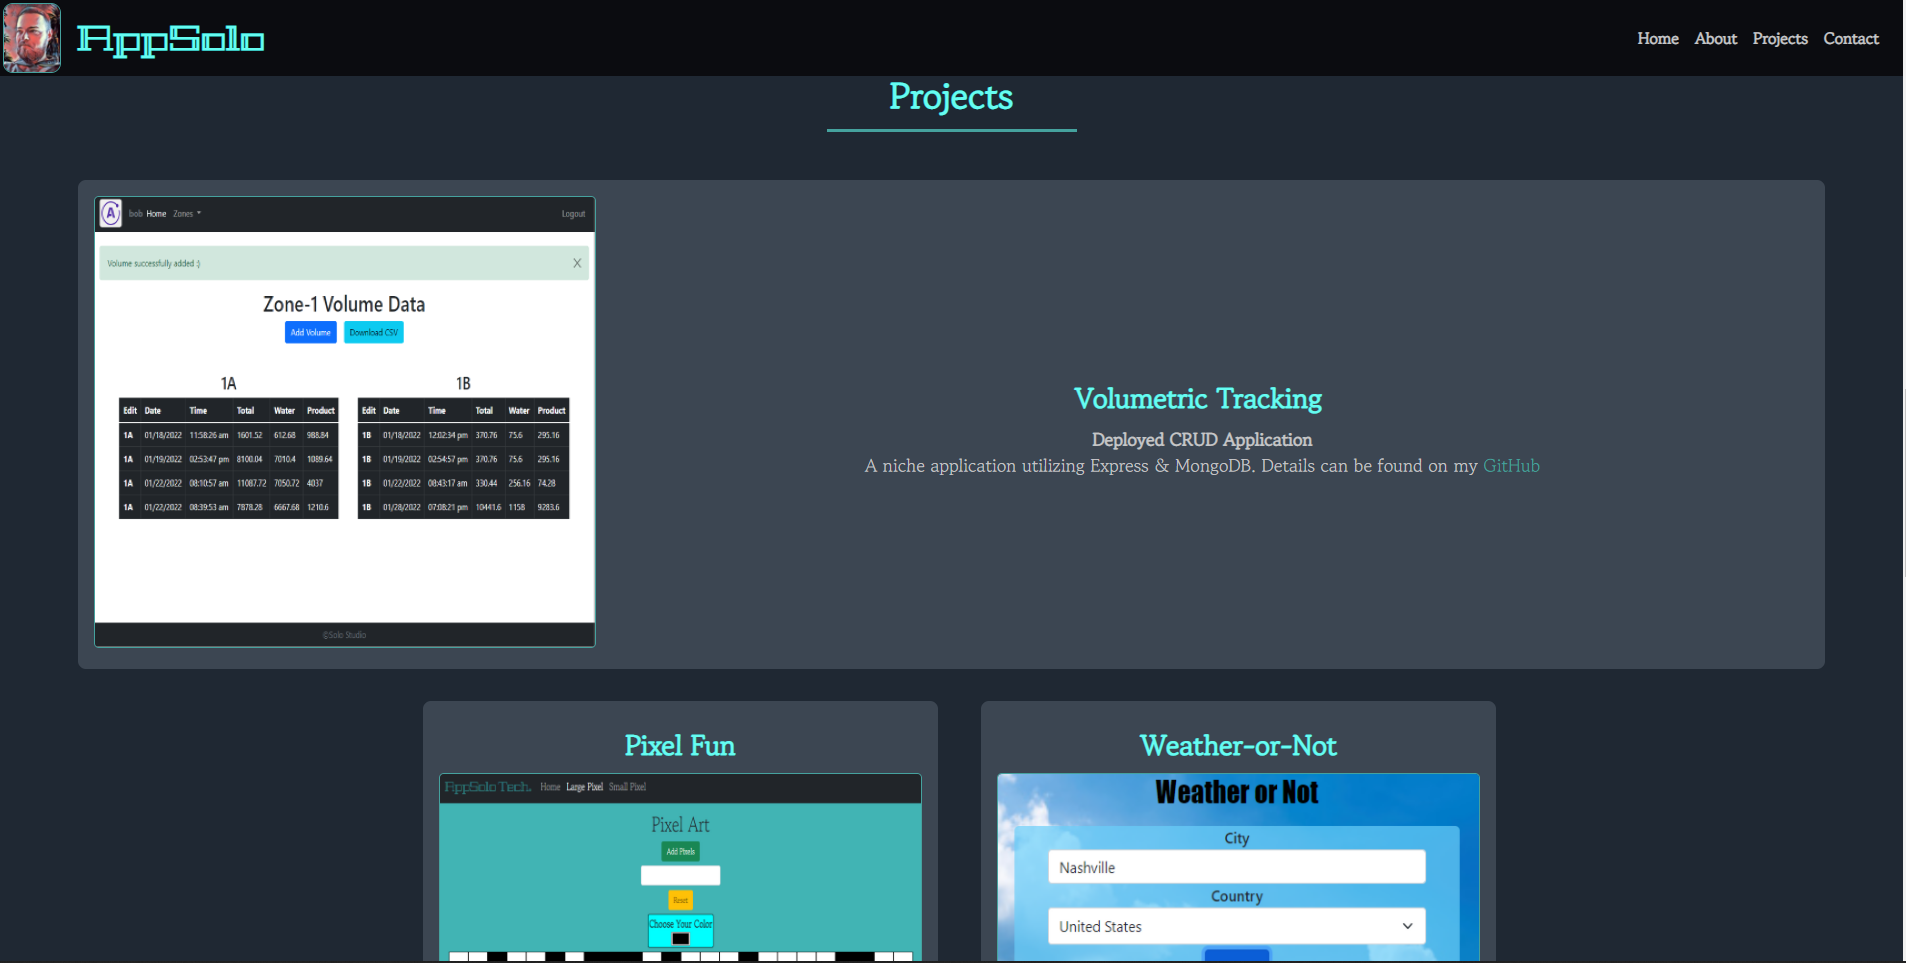 AppSolo
Home About Projects Contact
Projects
A bob Home Zones Logout
Volume successfully added :) X
Zone-1 Volume Data
Add Volume Download CSV
1A
Edit Date Time Total Water Product
1A 01/18/2022 11:58:26 am 1601.52 612.68 988.84
1A 01/19/2022 02:53:47 pm 8100.04 7010.4 1089.64
1A 01/22/2022 08:10:57 am 11087.72 7050.72 4037
1A 01/22/2022 08:39:53 am 7878.28 6667.68 1210.6
1B
Edit Date Time Total Water Product
1B 01/18/2022 12:02:34 pm 370.76 75.6 295.16
1B 01/19/2022 02:54:57 pm 370.76 75.6 295.16
1B 01/22/2022 08:43:17 am 330.44 256.16 74.28
1B 01/28/2022 07:08:21 pm 10441.6 1158 9283.6
©Solo Studio
Volumetric Tracking
Deployed CRUD Application
A niche application utilizing Express & MongoDB. Details can be found on my GitHub
Pixel Fun
AppSolo Tech. Home Large Pixel Small Pixel
Pixel Art
Add Pixels
Reset
Choose Your Color
Weather-or-Not
Weather or Not
City
Nashville
Country
United States